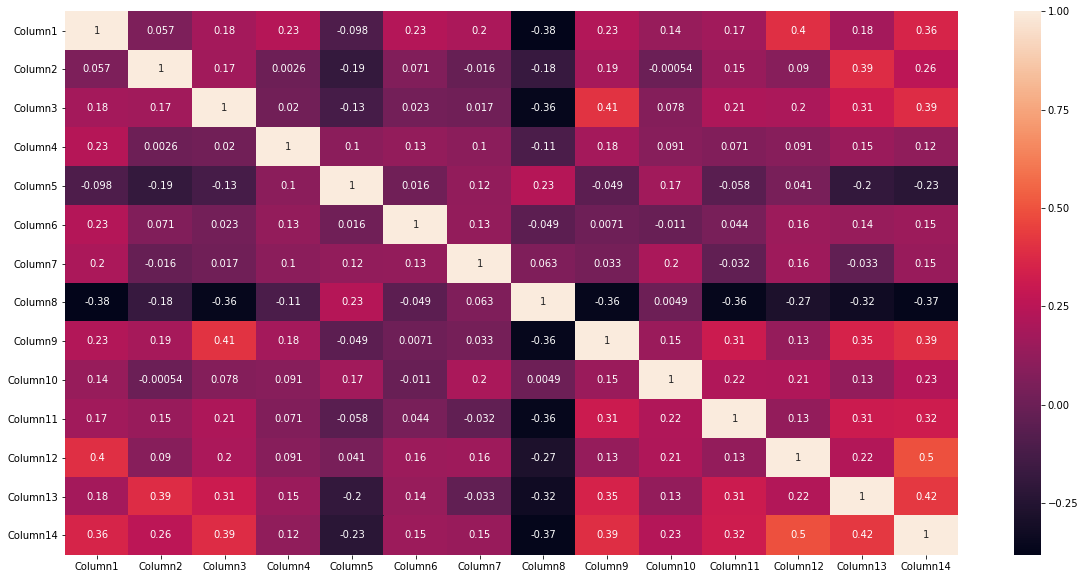 Column1 1 0.057 0.18 0.23 -0.098 0.23 0.2 -0.38 0.23 0.14 0.17 0.4 0.18 0.36
Column2 0.057 1 0.17 0.0026 -0.19 0.071 -0.016 -0.18 0.19 -0.00054 0.15 0.09 0.39 0.26
Column3 0.18 0.17 1 0.02 -0.13 0.023 0.017 -0.36 0.41 0.078 0.21 0.2 0.31 0.39
Column4 0.23 0.0026 0.02 1 0.1 0.13 0.1 -0.11 0.18 0.091 0.071 0.091 0.15 0.12
Column5 -0.098 -0.19 -0.13 0.1 1 0.016 0.12 0.23 -0.049 0.17 -0.058 0.041 -0.2 -0.23
Column6 0.23 0.071 0.023 0.13 0.016 1 0.13 -0.049 0.0071 -0.011 0.044 0.16 0.14 0.15
Column7 0.2 -0.016 0.017 0.1 0.12 0.13 1 0.063 0.033 0.2 -0.032 0.16 -0.033 0.15
Column8 -0.38 -0.18 -0.36 -0.11 0.23 -0.049 0.063 1 -0.36 0.0049 -0.36 -0.27 -0.32 -0.37
Column9 0.23 0.19 0.41 0.18 -0.049 0.0071 0.033 -0.36 1 0.15 0.31 0.13 0.35 0.39
Column10 0.14 -0.00054 0.078 0.091 0.17 -0.011 0.2 0.0049 0.15 1 0.22 0.21 0.13 0.23
Column11 0.17 0.15 0.21 0.071 -0.058 0.044 -0.032 -0.36 0.31 0.22 1 0.13 0.31 0.32
Column12 0.4 0.09 0.2 0.091 0.041 0.16 0.16 -0.27 0.13 0.21 0.13 1 0.22 0.5
Column13 0.18 0.39 0.31 0.15 -0.2 0.14 -0.033 -0.32 0.35 0.13 0.31 0.22 1 0.42
Column14 0.36 0.26 0.39 0.12 -0.23 0.15 0.15 -0.37 0.39 0.23 0.32 0.5 0.42 1
Column1 Column2 Column3 Column4 Column5 Column6 Column7 Column8 Column9 Column10 Column11 Column12 Column13 Column14
1.00
0.75
0.50
0.25
0.00
−0.25